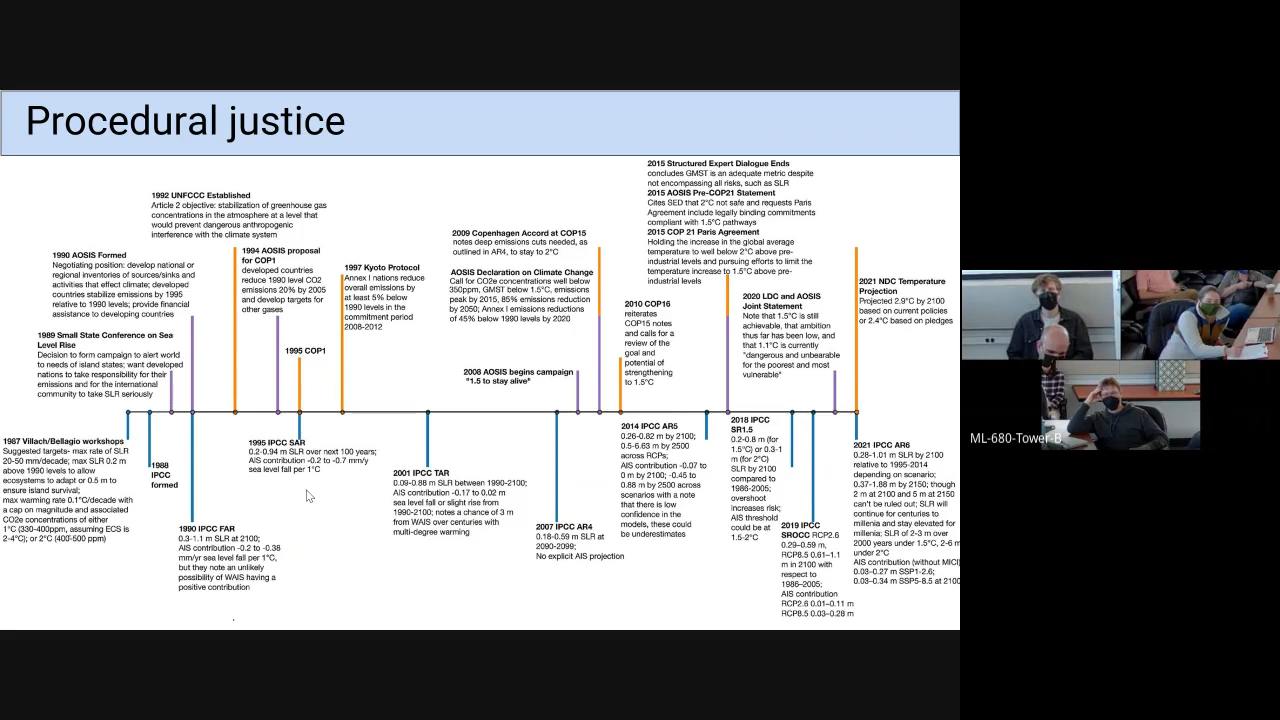 Procedural justice
2015 Structured Expert Dialogue Ends
concludes GMST is an adequate metric despite
not encompassing all risks, such as SLR
2015 AOSIS Pre-COP21 Statement
Cites SED that 2°C not safe and requests Paris
Agreement include legally binding commitments
compliant with 1.5°C pathways
2015 COP 21 Paris Agreement
Holding the increase in the global average
temperature to well below 2°C above pre-
industrial levels and pursuing efforts to limit the
temperature increase to 1.5°C above pre-
industrial levels
1992 UNFCCC Established
Article 2 objective: stabilization of greenhouse gas
concentrations in the atmosphere at a level that
would prevent dangerous anthropogenic
interference with the climate system
2009 Copenhagen Accord at COP15
notes deep emissions cuts needed, as
outlined in AR4, to stay to 2°C
1990 AOSIS Formed
Negotiating position: develop national or
regional inventories of sources/sinks and
activities that effect climate; developed
countries stabilize emissions by 1995
relative to 1990 levels; provide financial
assistance to developing countries
1994 AOSIS proposal
for COP1
developed countries
reduce 1990 level CO2
emissions 20% by 2005
and develop targets for
other gases
1997 Kyoto Protocol
Annex I nations reduce
overall emissions by
at least 5% below
1990 levels in the
commitment period
2008-2012
AOSIS Declaration on Climate Change
Call for CO2e concentrations well below
350ppm, GMST below 1.5°C, emissions
peak by 2015, 85% emissions reduction
by 2050; Annex I emissions reductions
of 45% below 1990 levels by 2020
2010 COP16
reiterates
COP15 notes
and calls for a
review of the
goal and
potential of
strengthening
to 1.5°C
2020 LDC and AOSIS
Joint Statement
Note that 1.5°C is still
achievable, that ambition
thus far has been low, and
that 1.1°C is currently
"dangerous and unbearable
for the poorest and most
vulnerable"
2021 NDC Temperature
Projection
Projected 2.9°C by 2100
based on current policies
or 2.4°C based on pledges
1989 Small State Conference on Sea
Level Rise
Decision to form campaign to alert world
to needs of island states; want developed
nations to take responsibility for their
emissions and for the international
community to take SLR seriously
1995 COP1
2008 AOSIS begins campaign
"1.5 to stay alive"
1987 Villach/Bellagio workshops
Suggested targets- max rate of SLR
20-50 mm/decade; max SLR 0.2 m
above 1990 levels to allow
ecosystems to adapt or 0.5 m to
ensure island survival;
max warming rate 0.1°C/decade with
a cap on magnitude and associated
CO2e concentrations of either
1°C (330-400ppm, assuming ECS is
2-4°C); or 2°C (400-500 ppm)
1988
IPCC
formed
1990 IPCC FAR
0.3-1.1 m SLR at 2100;
AIS contribution -0.2 to -0.38
mm/yr sea level fall per 1°C,
but they note an unlikely
possibility of WAIS having a
positive contribution
1995 IPCC SAR
0.2-0.94 m SLR over next 100 years;
AIS contribution -0.2 to -0.7 mm/y
sea level fall per 1°C
2001 IPCC TAR
0.09-0.88 m SLR between 1990-2100;
AIS contribution -0.17 to 0.02 m
sea level fall or slight rise from
1990-2100; notes a chance of 3 m
from WAIS over centuries with
multi-degree warming
2007 IPCC AR4
0.18-0.59 m SLR at
2090-2099;
No explicit AIS projection
2014 IPCC AR5
0.26-0.82 m by 2100;
0.5-6.63 m by 2500
across RCPs;
AIS contribution -0.07 to
0 m by 2100; -0.45 to
0.88 m by 2500 across
scenarios with a note
that there is low
confidence in the
models, these could
be underestimates
2018 IPCC
SR1.5
0.2-0.8 m (for
1.5°C) or 0.3-1
m (for 2°C)
SLR by 2100
compared to
1986-2005;
overshoot
increases risk;
AIS threshold
could be at
1.5-2°C
2019 IPCC
SROCC RCP2.6
0.29–0.59 m,
RCP8.5 0.61–1.1
m in 2100 with
respect to
1986–2005;
AIS contribution
RCP2.6 0.01–0.11 m
RCP8.5 0.03–0.28 m
2021 IPCC AR6
0.28-1.01 m SLR by 2100
relative to 1995-2014
depending on scenario;
0.37-1.88 m by 2150; though
2 m at 2100 and 5 m at 2150
can't be ruled out; SLR will
continue for centuries to
millenia and stay elevated for
millenia; SLR of 2-3 m over
2000 years under 1.5°C, 2-6 m
under 2°C
AIS contribution (without MICI)
0.03-0.27 m SSP1-2.6;
0.03–0.34 m SSP5-8.5 at 2100
ML-680-Tower-B